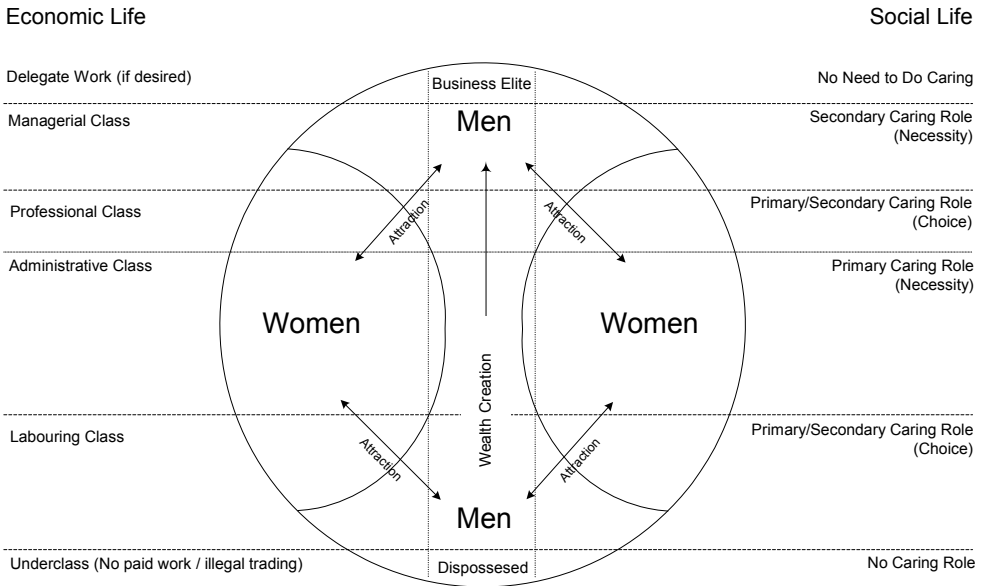 Economic Life
Social Life
Delegate Work (if desired)
Business Elite
No Need to Do Caring
Managerial Class
Men
Secondary Caring Role
(Necessity)
Professional Class
Attraction
Attraction
Primary/Secondary Caring Role
(Choice)
Administrative Class
Primary Caring Role
(Necessity)
Women
Women
Wealth Creation
Labouring Class
Attraction
Attraction
Primary/Secondary Caring Role
(Choice)
Men
Underclass (No paid work / illegal trading)
Dispossesed
No Caring Role